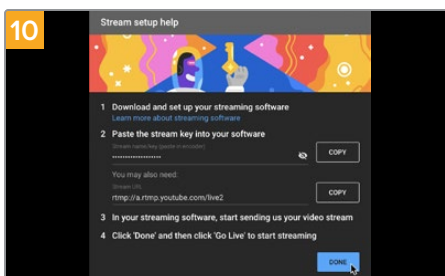 10
Stream setup help
1 Download and set up your streaming software
Learn more about streaming software
2 Paste the stream key into your software
Stream name/key (paste in encoder)
•••••••••••••••••••
COPY
You may also need:
Stream URL
rtmp://a.rtmp.youtube.com/live2
COPY
3 In your streaming software, start sending us your video stream
4 Click 'Done' and then click 'Go Live' to start streaming
DONE